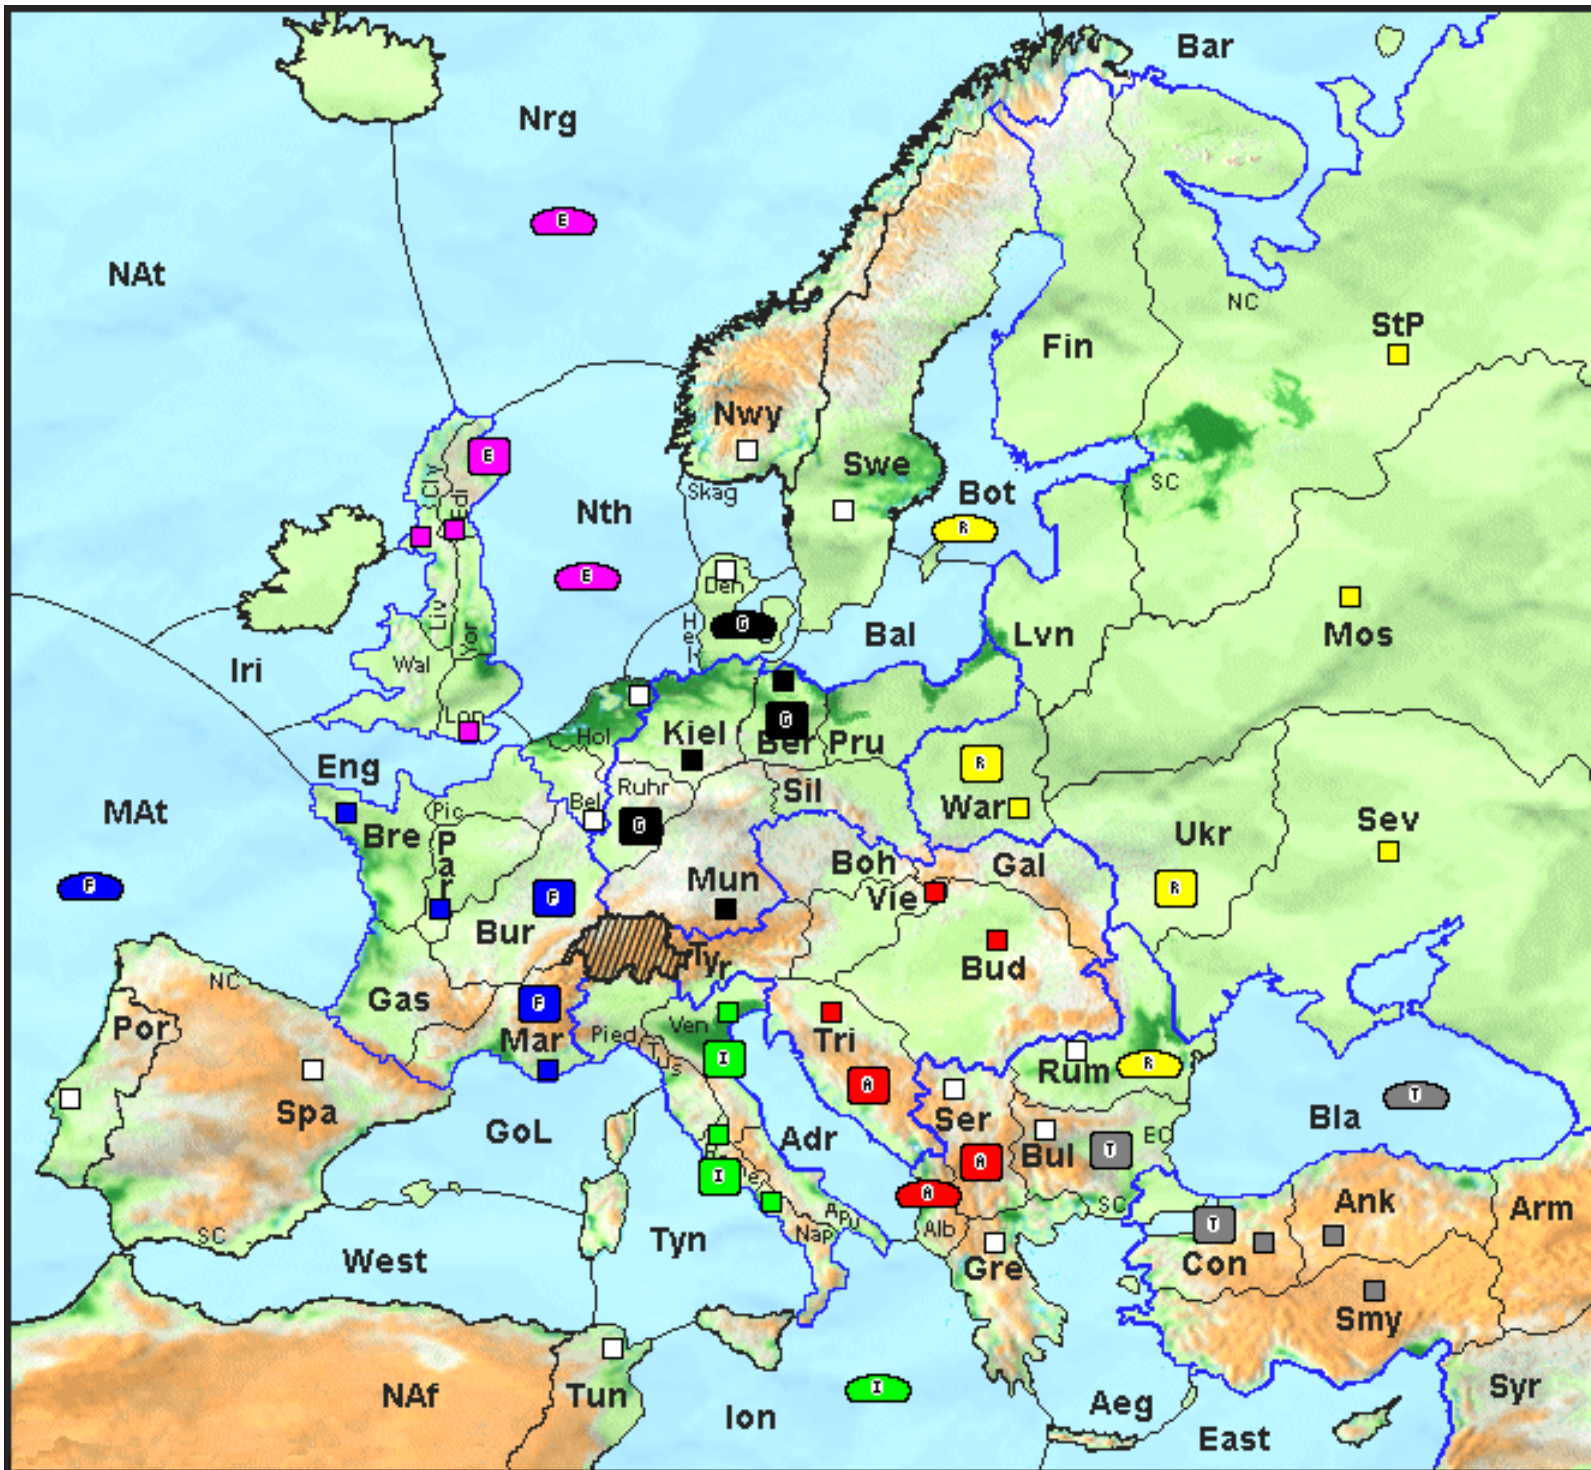 Bar
Nrg
E
NAt
NC
StP
Fin
Nwy
E
Swe
Cly
Edi
SC
Skag
Bot
Nth
R
E
Den
Mos
Hel
G
Bal
Lvn
Liv
Yor
Wal
Iri
Lon
G
Hol
Kiel
Ber
Pru
Eng
R
Ruhr
Sil
Bel
War
MAt
Pic
G
Sev
Bre
Ukr
Par
Boh
Gal
F
Mun
R
F
Vie
Bur
Tyr
Bud
NC
Gas
F
Por
Mar
Pied
Ven
Tri
Tus
I
Rum
R
A
T
Spa
Ser
Bla
GoL
Adr
EC
Bul
T
A
I
A
Ank
SC
SC
Apu
Arm
Alb
T
Nap
Tyn
West
Con
Gre
Smy
I
Syr
NAf
Tun
Aeg
Ion
East